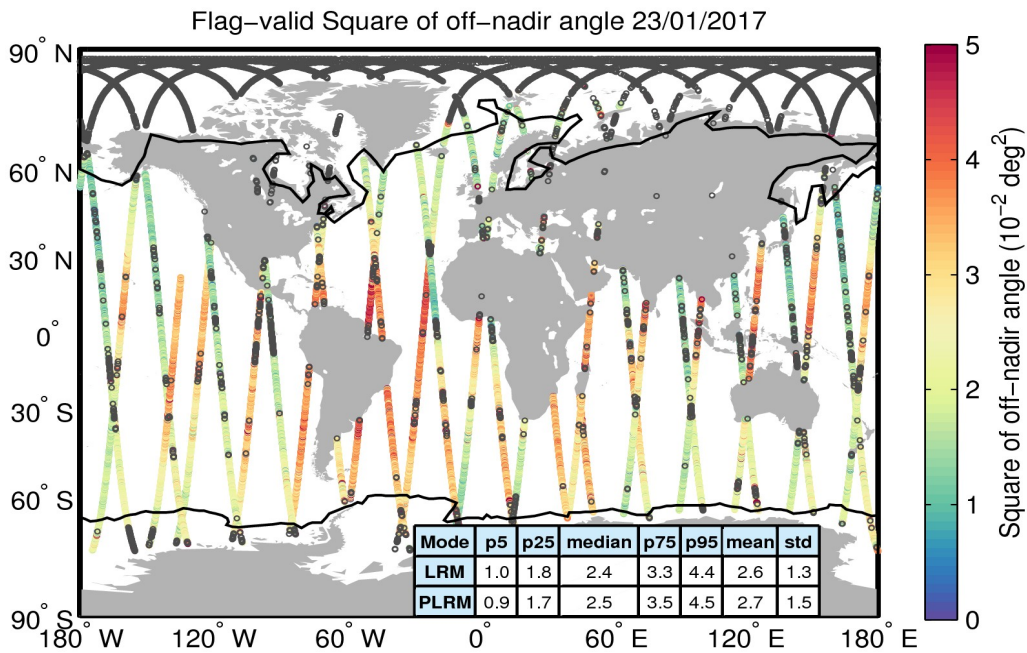 Flag−valid Square of off−nadir angle 23/01/2017
90° N
60° N
30° N
0°
30° S
60° S
90° S
180° W
120° W
60° W
0°
60° E
120° E
180° E
Mode p5 p25 median p75 p95 mean std
LRM 1.0 1.8 2.4 3.3 4.4 2.6 1.3
PLRM 0.9 1.7 2.5 3.5 4.5 2.7 1.5
5
4
3
2
1
0
Square of off−nadir angle (10⁻² deg²)